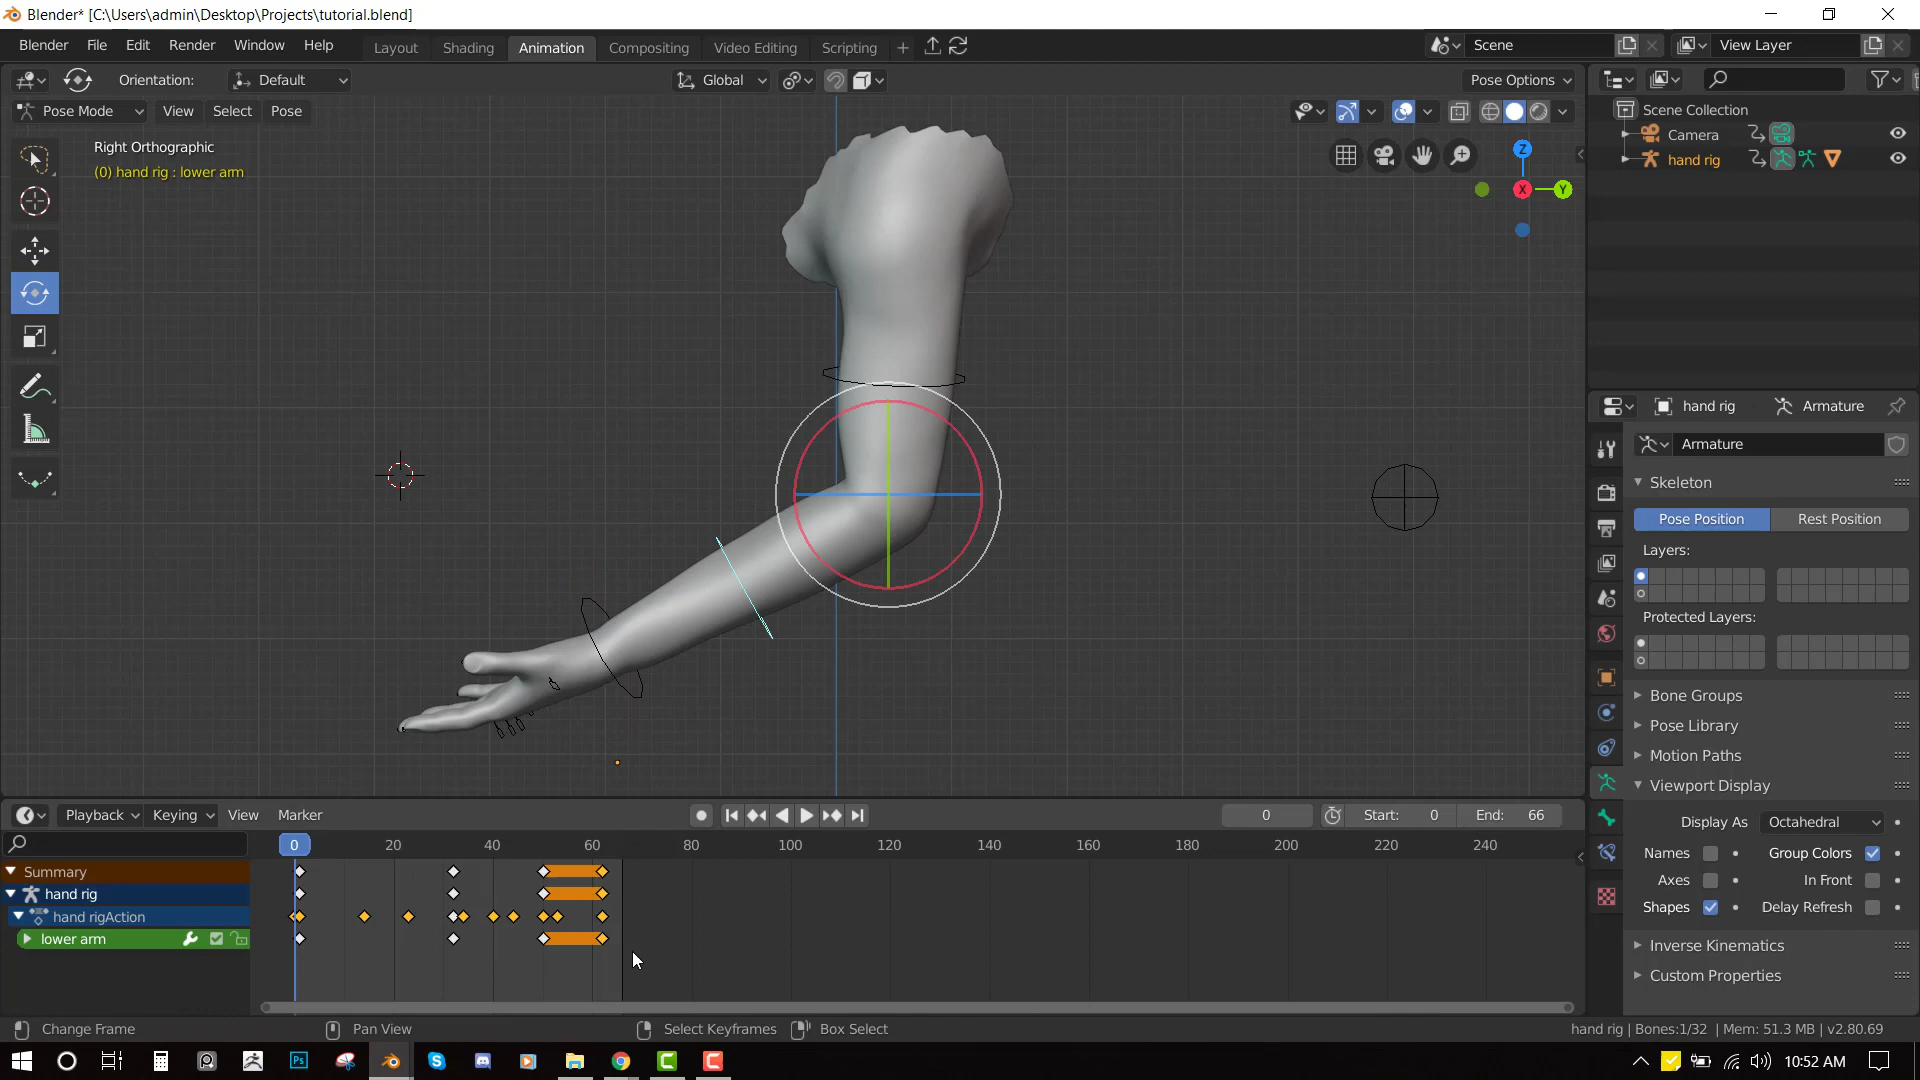 Blender* [C:\Users\admin\Desktop\Projects\tutorial.blend]
Blender File Edit Render Window Help
Layout Shading Animation Compositing Video Editing Scripting
Scene
View Layer
Orientation: Default
Global
Pose Options
Pose Mode View Select Pose
Right Orthographic
(0) hand rig : lower arm
Z
X
Y
Scene Collection
Camera
hand rig
hand rig Armature
Armature
Skeleton
Pose Position Rest Position
Layers:
Protected Layers:
Bone Groups
Pose Library
Motion Paths
Viewport Display
Display As Octahedral
Names Group Colors
Axes In Front
Shapes Delay Refresh
Inverse Kinematics
Custom Properties
Playback Keying View Marker
0 Start: 0 End: 66
0 20 40 60 80 100 120 140 160 180 200 220 240
Summary
hand rig
hand rigAction
lower arm
Change Frame Pan View Select Keyframes Box Select
hand rig | Bones:1/32 | Mem: 51.3 MB | v2.80.69
Ps
10:52 AM